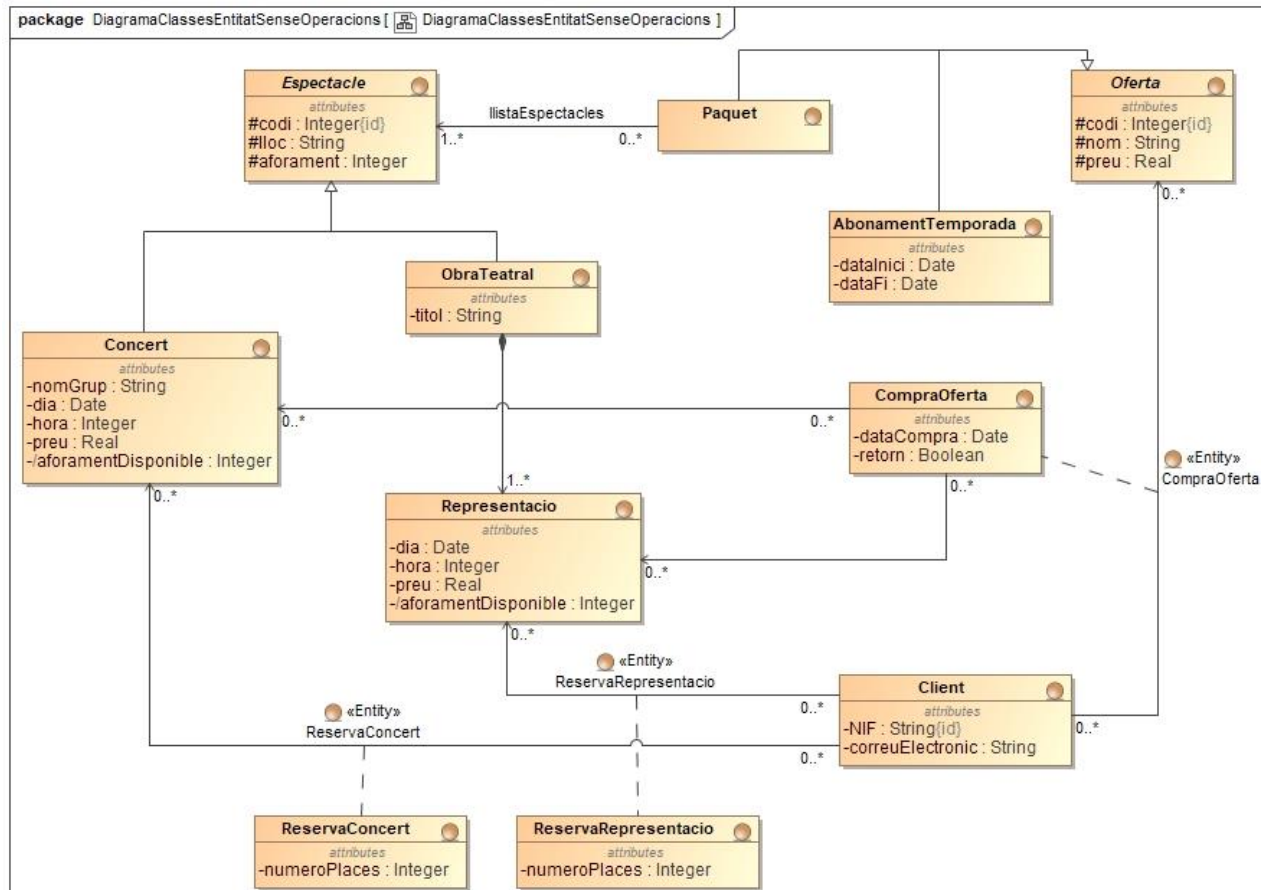 package DiagramaClassesEntitatSenseOperacions [ DiagramaClassesEntitatSenseOperacions ]
Espectacle
attributes
#codi : Integer{id}
#lloc : String
#aforament : Integer
llistaEspectacles
1..*
0..*
Paquet
Oferta
attributes
#codi : Integer{id}
#nom : String
#preu : Real
0..*
AbonamentTemporada
attributes
-dataInici : Date
-dataFi : Date
ObraTeatral
attributes
-titol : String
Concert
attributes
-nomGrup : String
-dia : Date
-hora : Integer
-preu : Real
-/aforamentDisponible : Integer
0..*
0..*
CompraOferta
attributes
-dataCompra : Date
-retorn : Boolean
0..*
«Entity»
CompraOferta
0..*
1..*
Representacio
attributes
-dia : Date
-hora : Integer
-preu : Real
-/aforamentDisponible : Integer
0..*
0..*
«Entity»
ReservaRepresentacio
0..*
Client
attributes
-NIF : String{id}
-correuElectronic : String
0..*
«Entity»
ReservaConcert
0..*
ReservaConcert
attributes
-numeroPlaces : Integer
ReservaRepresentacio
attributes
-numeroPlaces : Integer